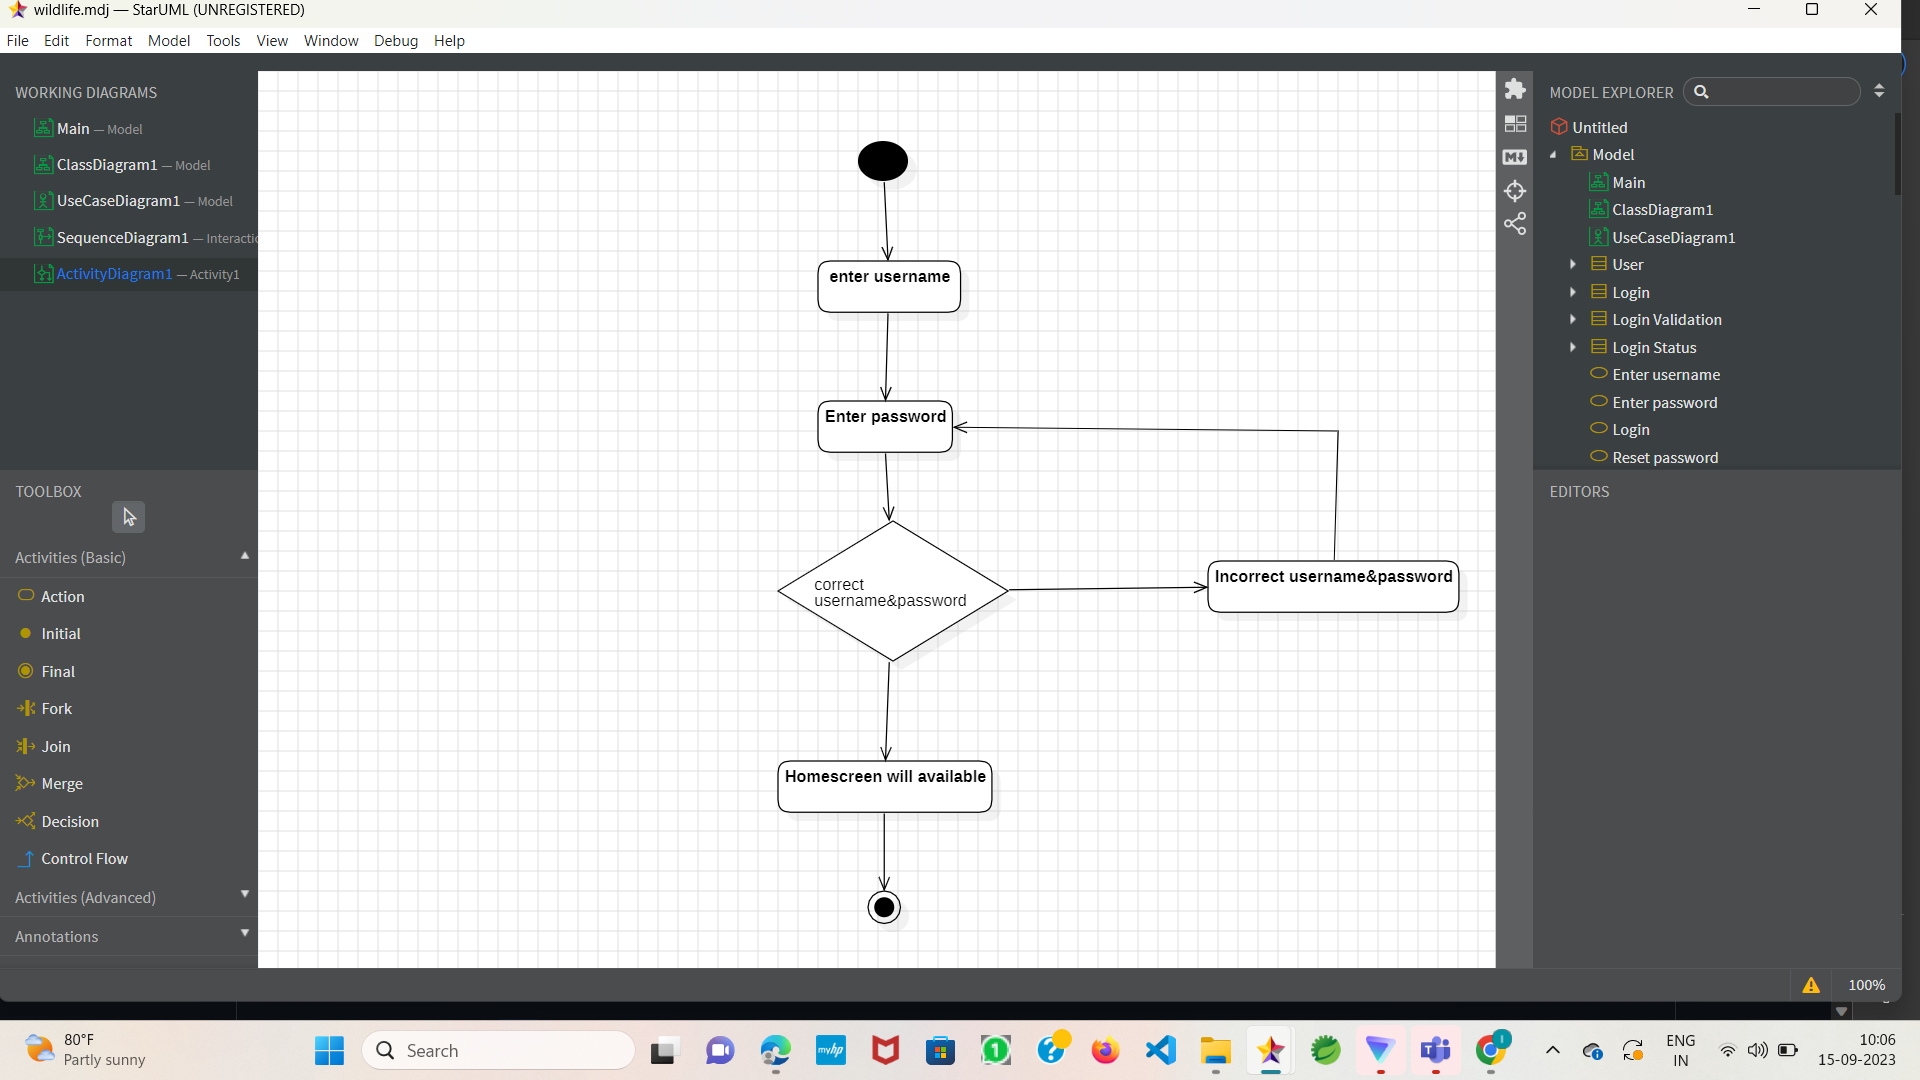 wildlife.mdj — StarUML (UNREGISTERED)
File Edit Format Model Tools View Window Debug Help
WORKING DIAGRAMS
Main — Model
ClassDiagram1 — Model
UseCaseDiagram1 — Model
SequenceDiagram1 — Interactio
ActivityDiagram1 — Activity1
TOOLBOX
Activities (Basic)
Action
Initial
Final
Fork
Join
Merge
Decision
Control Flow
Activities (Advanced)
Annotations
enter username
Enter password
correct
username&password
Incorrect username&password
Homescreen will available
MODEL EXPLORER
Untitled
Model
Main
ClassDiagram1
UseCaseDiagram1
User
Login
Login Validation
Login Status
Enter username
Enter password
Login
Reset password
EDITORS
100%
80°F
Partly sunny
Search
myhp
1
I
ENG
IN
10:06
15-09-2023